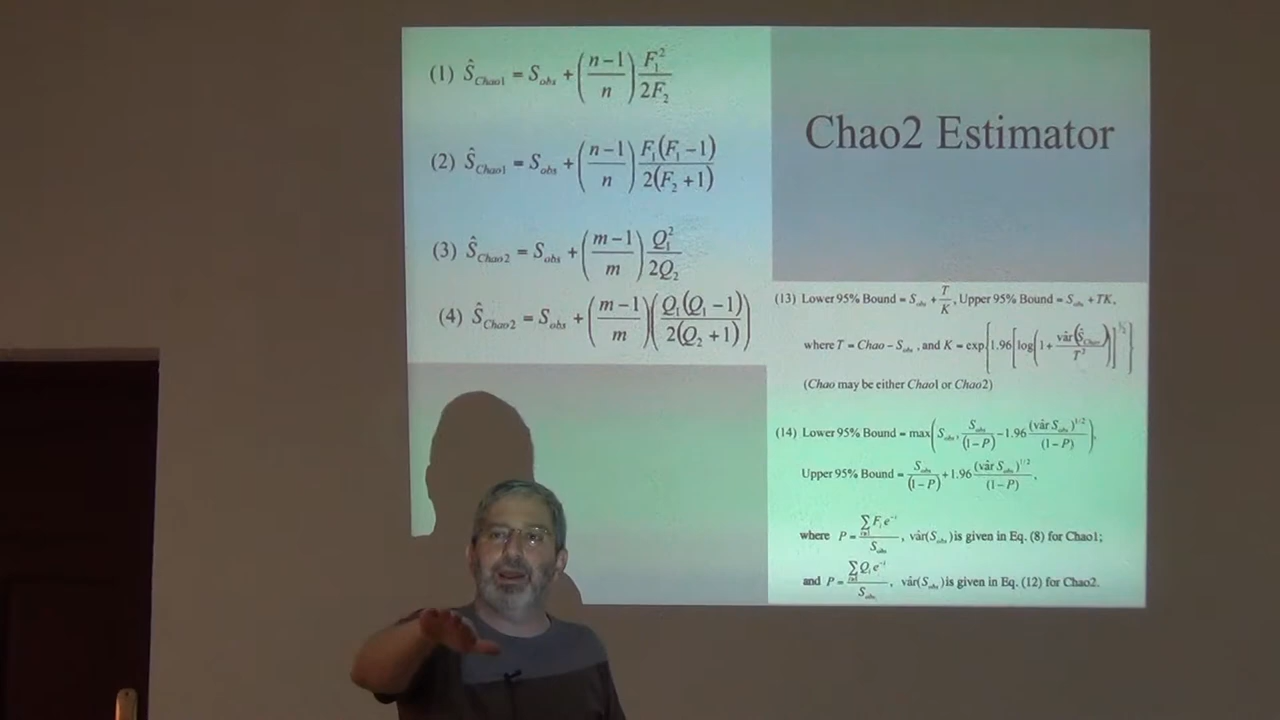 (1) Ŝ_Chao1 = S_obs + ((n−1)/n) F₁²/(2F₂)
(2) Ŝ_Chao1 = S_obs + ((n−1)/n) F₁(F₁−1)/(2(F₂+1))
(3) Ŝ_Chao2 = S_obs + ((m−1)/m) Q₁²/(2Q₂)
(4) Ŝ_Chao2 = S_obs + ((m−1)/m)(Q₁(Q₁−1)/(2(Q₂+1)))
Chao2 Estimator
(13) Lower 95% Bound = S_obs + T/K, Upper 95% Bound = S_obs + TK,
where T = Chao − S_obs, and K = exp{1.96[log(1 + vâr(Ŝ_Chao)/T²)]^(1/2)}
(Chao may be either Chao1 or Chao2)
(14) Lower 95% Bound = max(S_obs, S_obs/(1−P) − 1.96 (vâr S_obs)^(1/2)/(1−P)),
Upper 95% Bound = S_obs/(1−P) + 1.96 (vâr S_obs)^(1/2)/(1−P),
where P = ∑_(i=1) F_i e^(−i) / S_obs, vâr(S_obs) is given in Eq. (8) for Chao1;
and P = ∑_(i=1) Q_i e^(−i) / S_obs, vâr(S_obs) is given in Eq. (12) for Chao2.